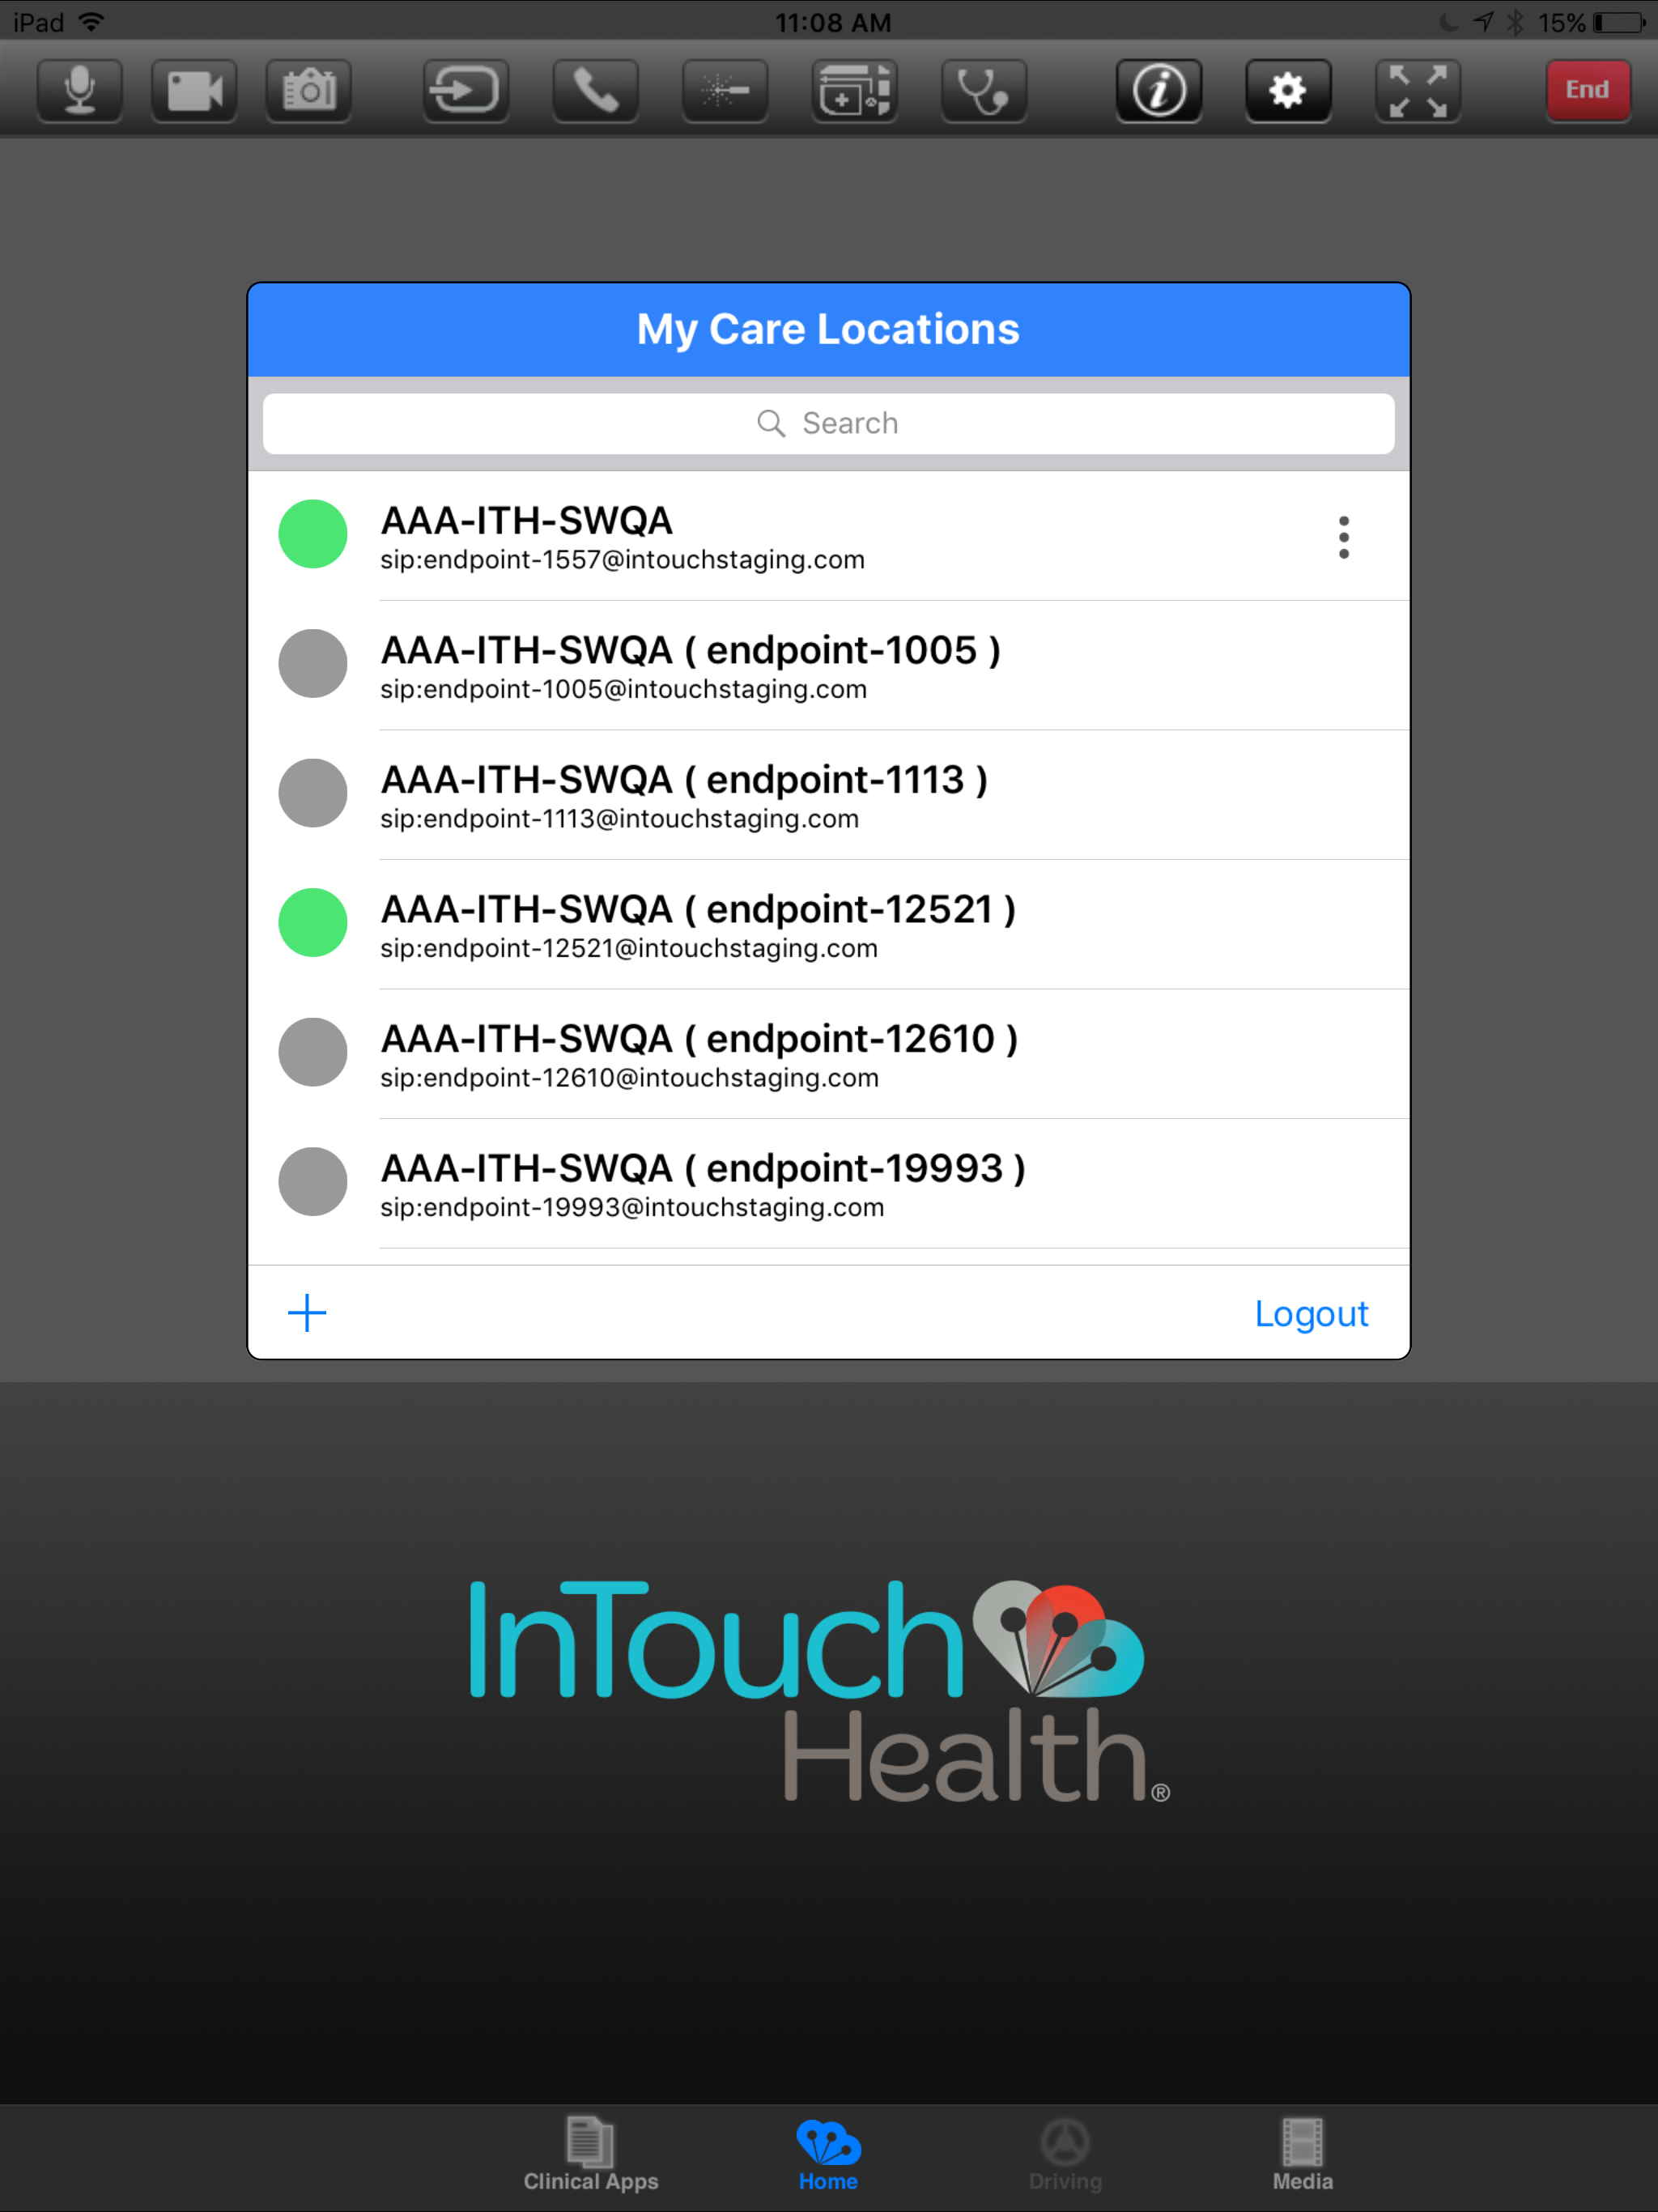 iPad 11:08 AM 15%
End
My Care Locations
Search
AAA-ITH-SWQA
sip:endpoint-1557@intouchstaging.com
AAA-ITH-SWQA ( endpoint-1005 )
sip:endpoint-1005@intouchstaging.com
AAA-ITH-SWQA ( endpoint-1113 )
sip:endpoint-1113@intouchstaging.com
AAA-ITH-SWQA ( endpoint-12521 )
sip:endpoint-12521@intouchstaging.com
AAA-ITH-SWQA ( endpoint-12610 )
sip:endpoint-12610@intouchstaging.com
AAA-ITH-SWQA ( endpoint-19993 )
sip:endpoint-19993@intouchstaging.com
Logout
InTouch
Health®
Clinical Apps Home Driving Media